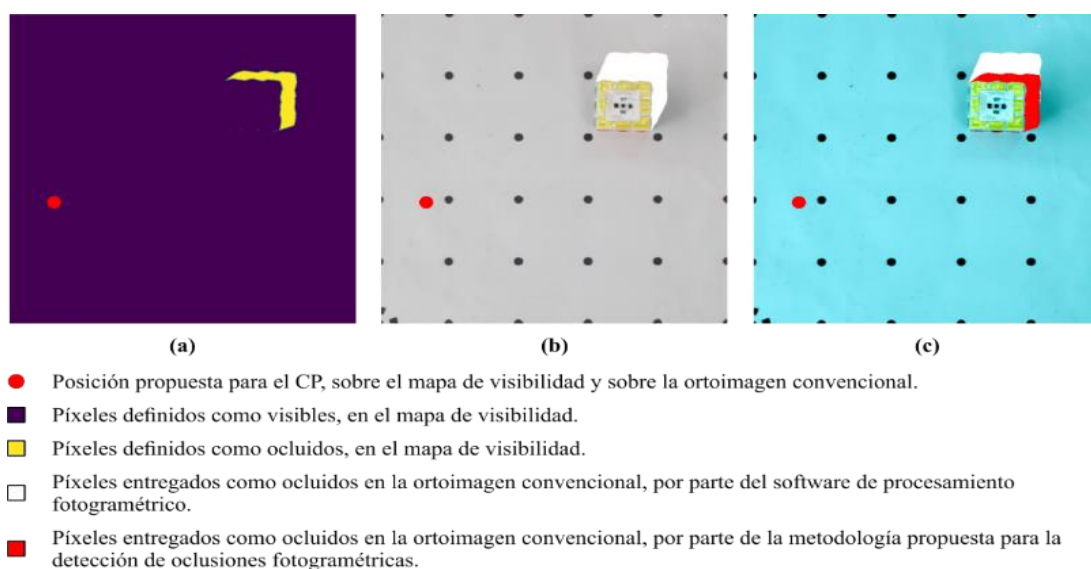 (a)
(b)
(c)
Posición propuesta para el CP, sobre el mapa de visibilidad y sobre la ortoimagen convencional.
Píxeles definidos como visibles, en el mapa de visibilidad.
Píxeles definidos como ocluidos, en el mapa de visibilidad.
Píxeles entregados como ocluidos en la ortoimagen convencional, por parte del software de procesamiento
fotogramétrico.
Píxeles entregados como ocluidos en la ortoimagen convencional, por parte de la metodología propuesta para la
detección de oclusiones fotogramétricas.